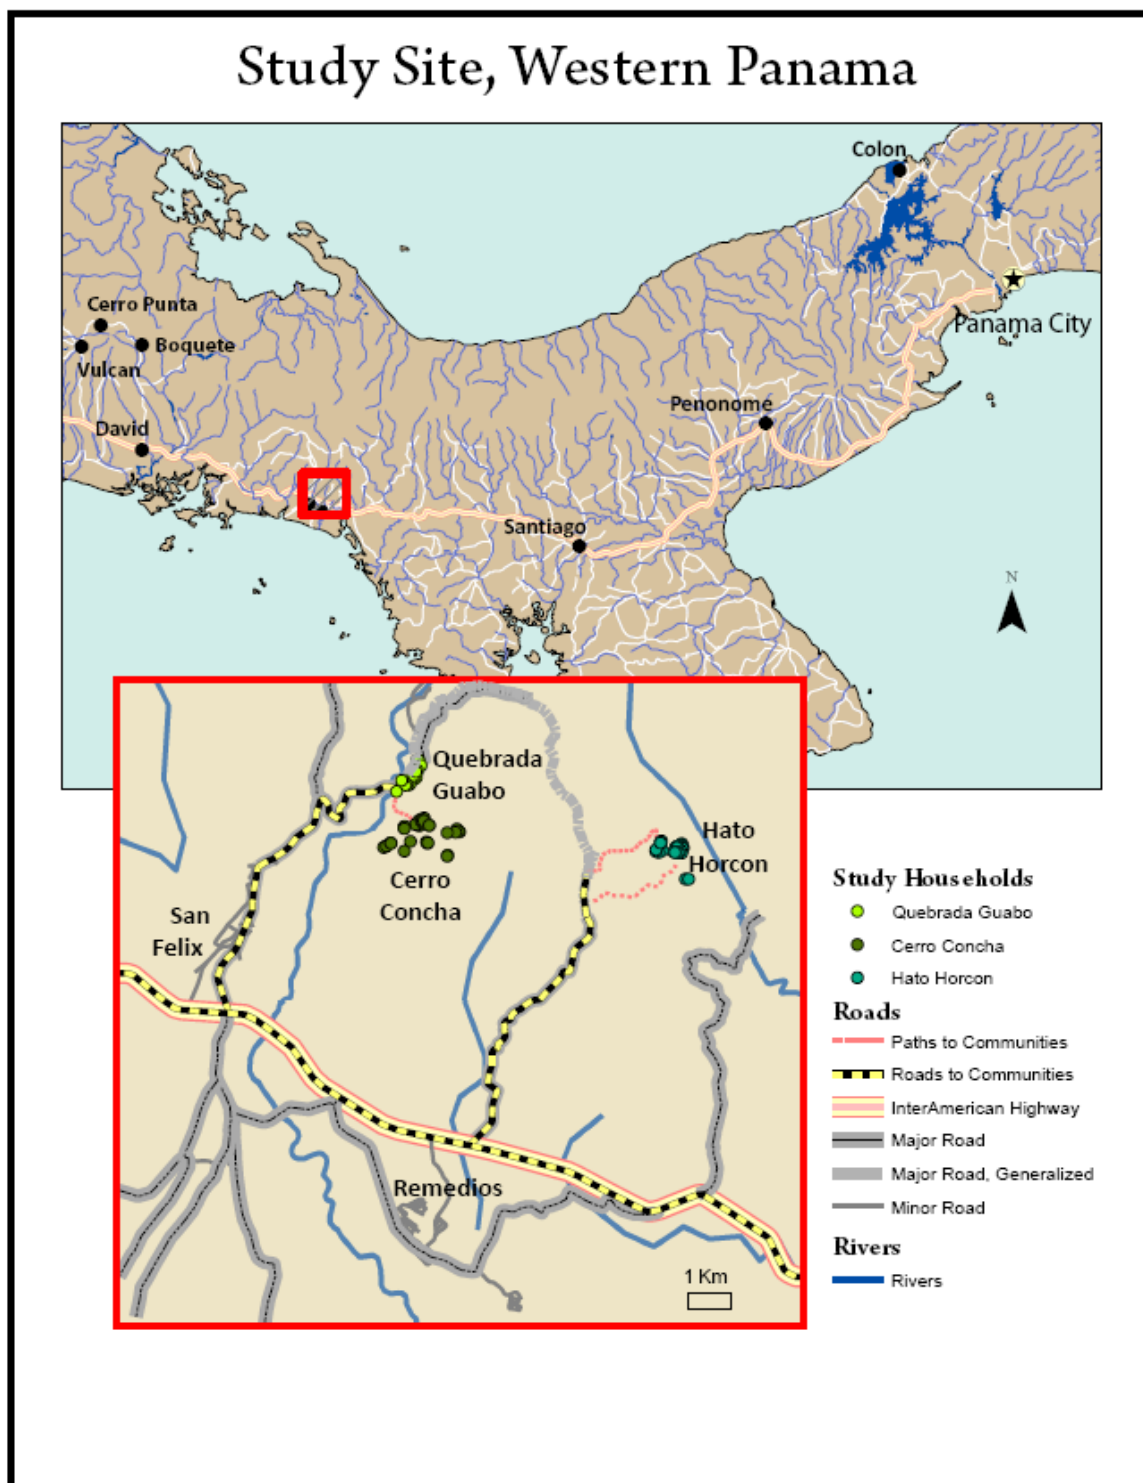 Study Site, Western Panama
Colon
Cerro Punta
Boquete
Vulcan
Panama City
Penonomé
David
Santiago
N
Quebrada
Guabo
Hato
Horcon
Cerro
Concha
San
Felix
Remedios
1 Km
Study Households
Quebrada Guabo
Cerro Concha
Hato Horcon
Roads
Paths to Communities
Roads to Communities
InterAmerican Highway
Major Road
Major Road, Generalized
Minor Road
Rivers
Rivers